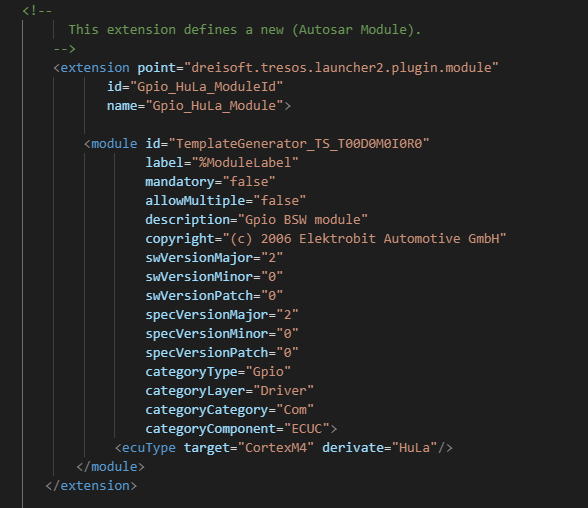 <!--
This extension defines a new (Autosar Module).
-->
<extension point="dreisoft.tresos.launcher2.plugin.module"
id="Gpio_HuLa_ModuleId"
name="Gpio_HuLa_Module">
<module id="TemplateGenerator_TS_T00D0M0I0R0"
label="%ModuleLabel"
mandatory="false"
allowMultiple="false"
description="Gpio BSW module"
copyright="(c) 2006 Elektrobit Automotive GmbH"
swVersionMajor="2"
swVersionMinor="0"
swVersionPatch="0"
specVersionMajor="2"
specVersionMinor="0"
specVersionPatch="0"
categoryType="Gpio"
categoryLayer="Driver"
categoryCategory="Com"
categoryComponent="ECUC">
<ecuType target="CortexM4" derivate="HuLa"/>
</module>
</extension>